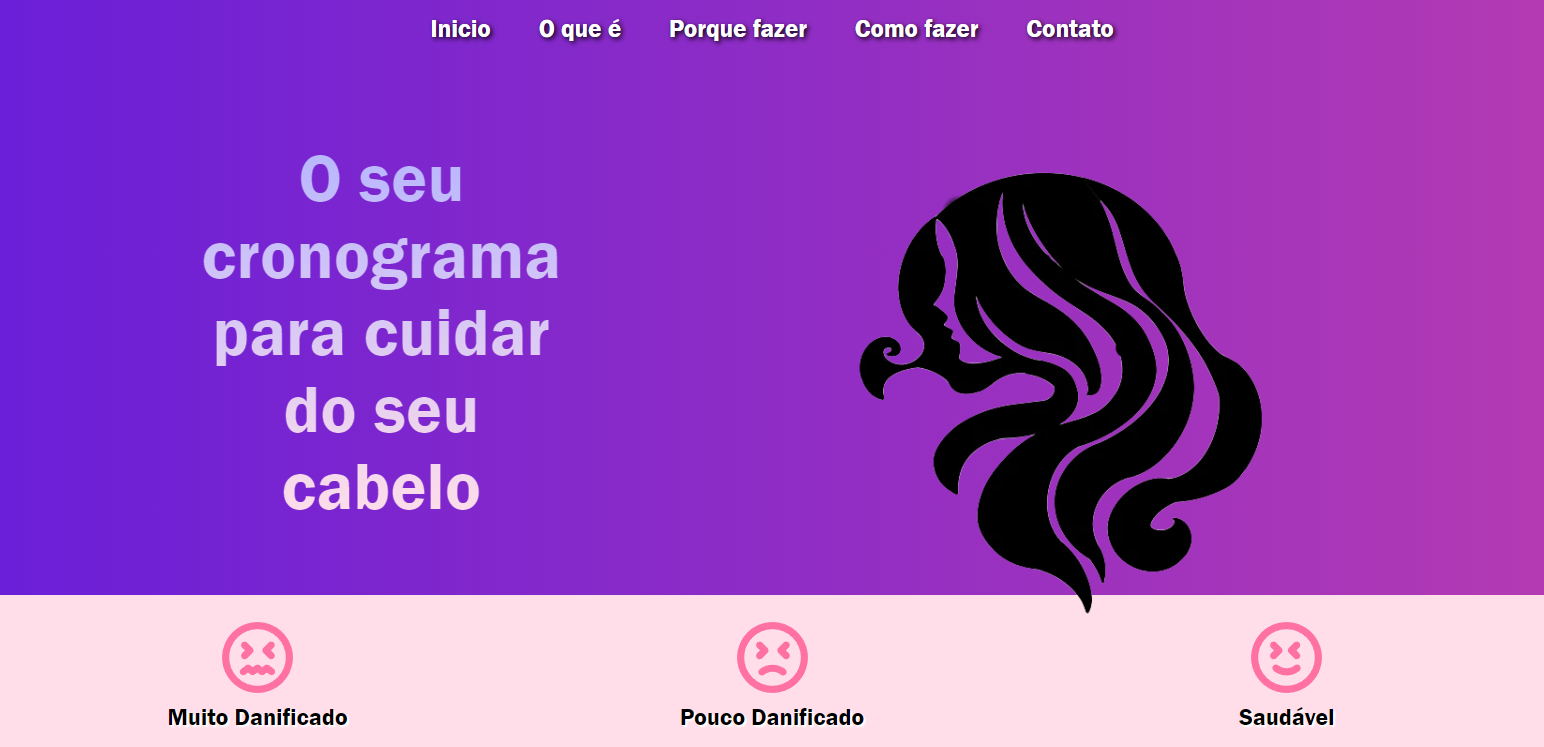 Inicio O que é Porque fazer Como fazer Contato
O seu
cronograma
para cuidar
do seu
cabelo
Muito Danificado Pouco Danificado Saudável